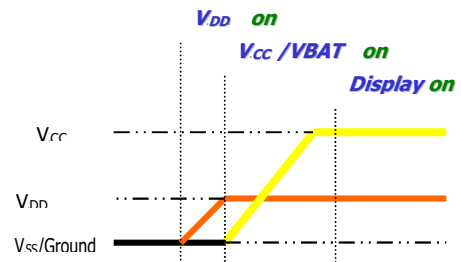 VDD on
VCC /VBAT on
Display on
VCC
VDD
VSS/Ground